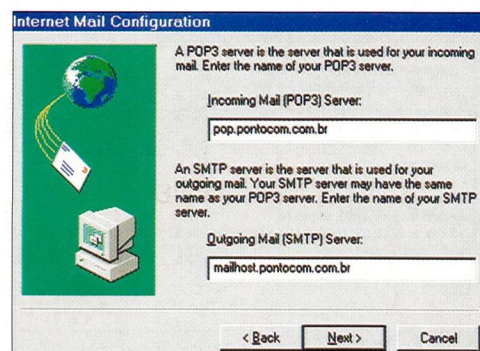 Internet Mail Configuration
A POP3 server is the server that is used for your incoming
mail. Enter the name of your POP3 server.
Incoming Mail (POP3) Server:
pop.pontocom.com.br
An SMTP server is the server that is used for your
outgoing mail. Your SMTP server may have the same
name as your POP3 server. Enter the name of your SMTP
server.
Outgoing Mail (SMTP) Server:
mailhost.pontocom.com.br
< Back
Next >
Cancel